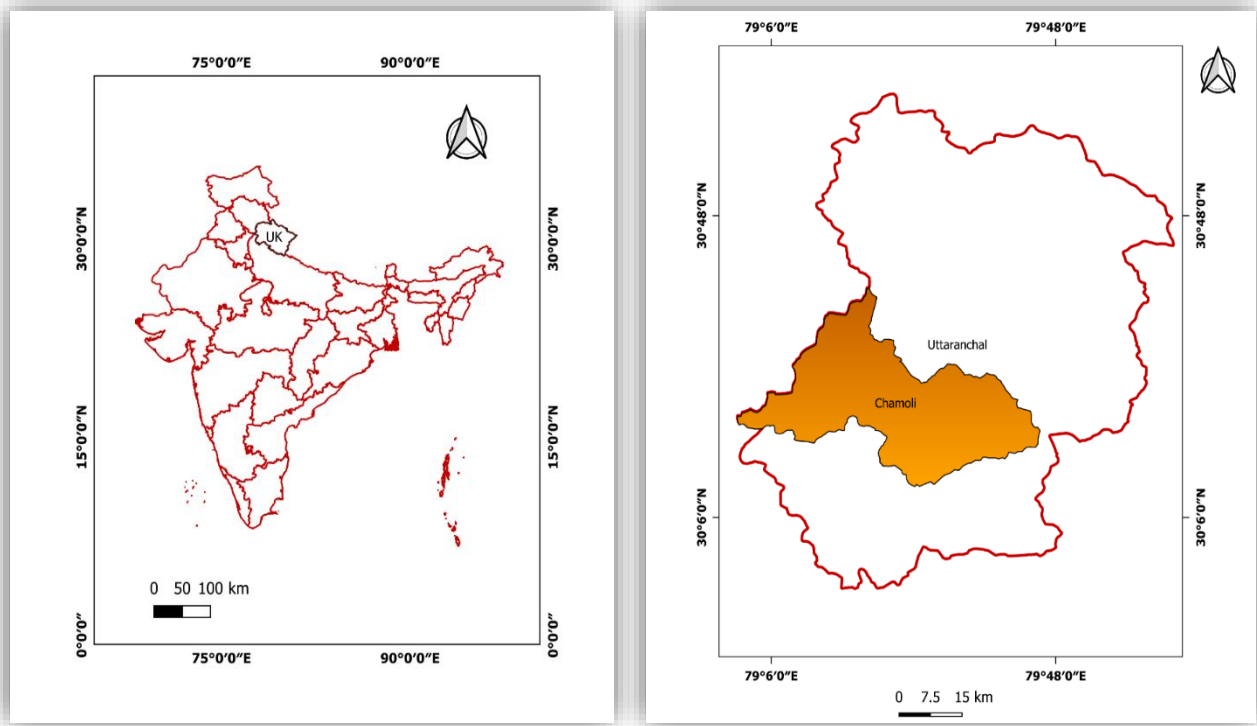 75°0′0″E 90°0′0″E
30°0′0″N 30°0′0″N
UK
15°0′0″N 15°0′0″N
0 50 100 km
0°0′0″ 0°0′0″
75°0′0″E 90°0′0″E
79°6′0″E 79°48′0″E
30°48′0″N 30°48′0″N
Uttaranchal
Chamoli
30°6′0″N 30°6′0″N
79°6′0″E 79°48′0″E
0 7.5 15 km